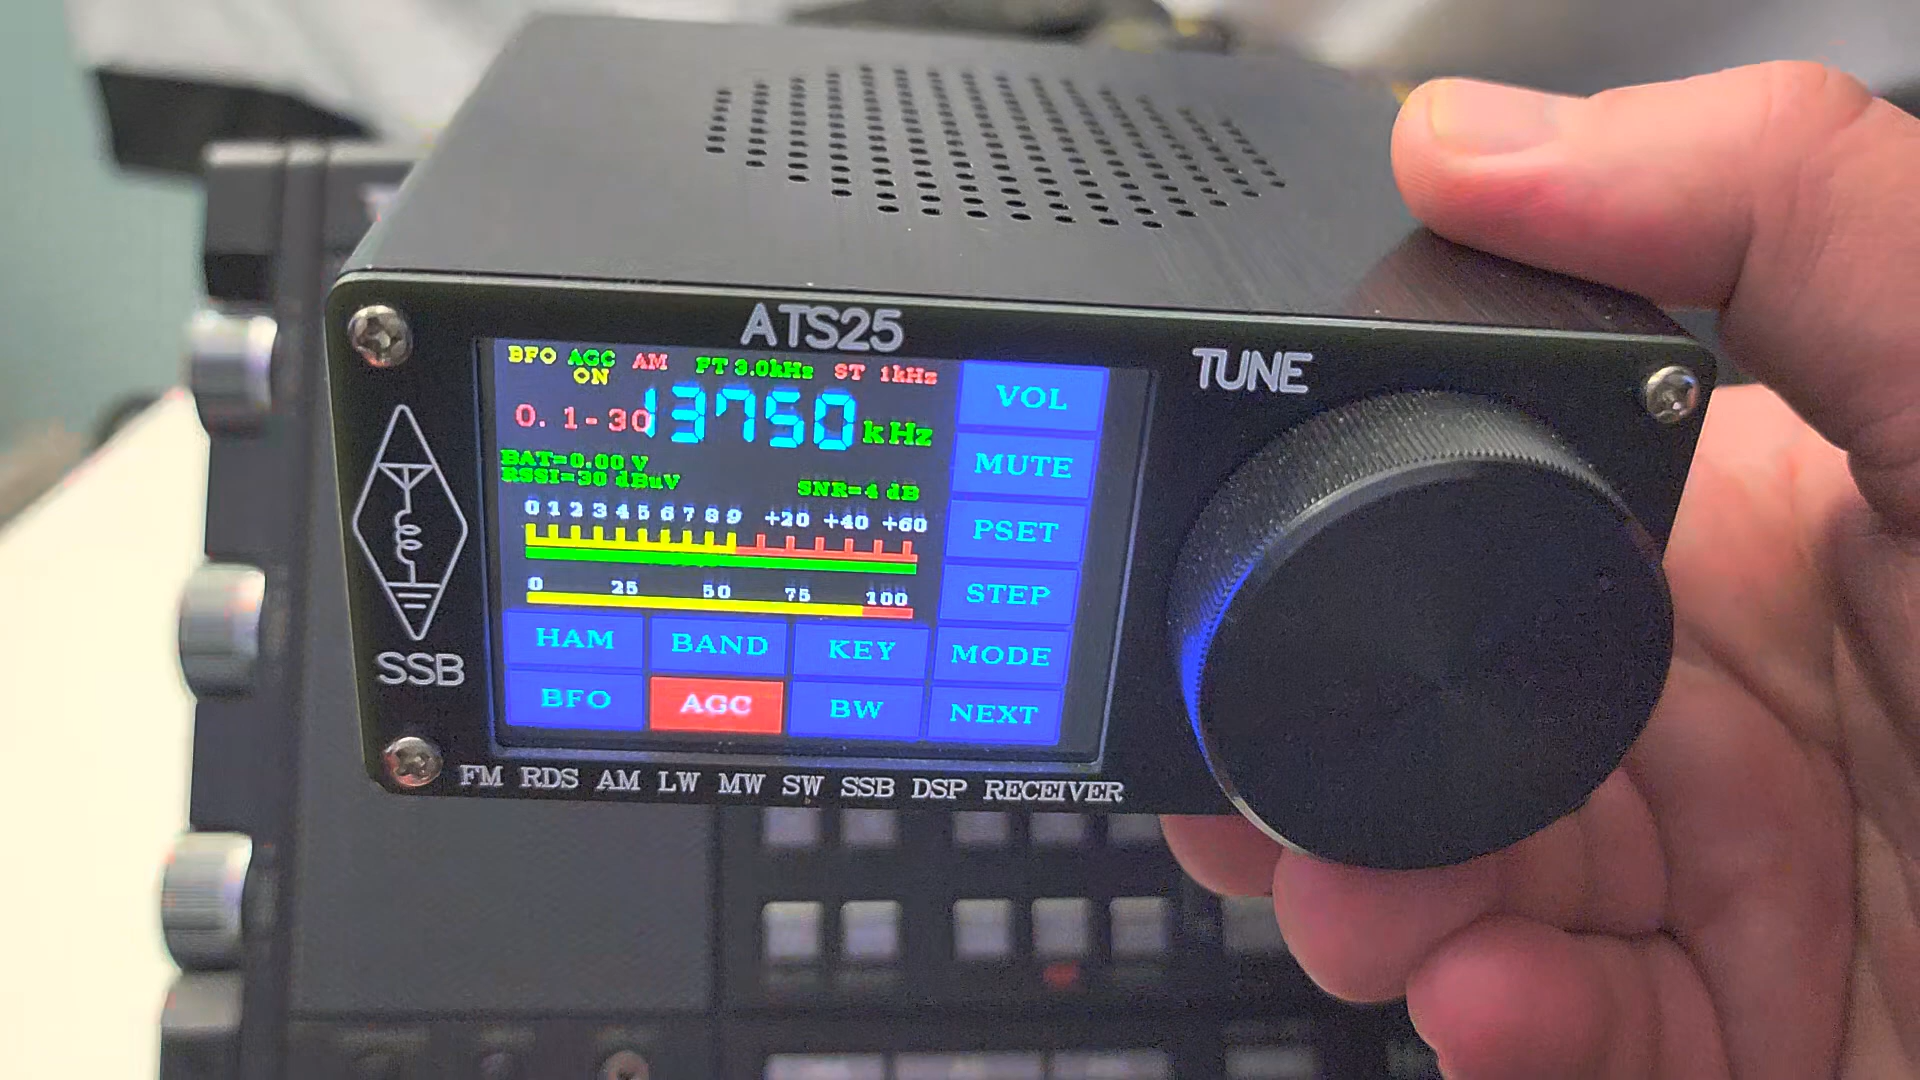 ATS25
TUNE
BFO AGC AM FT 3.0kHz ST 1kHz
ON
0.1-30 13750 kHz
BAT=0.00 V
RSSI=30 dBuV SNR=4 dB
0 1 2 3 4 5 6 7 8 9 +20 +40 +60
0 25 50 75 100
VOL
MUTE
PSET
STEP
HAM BAND KEY MODE
BFO AGC BW NEXT
SSB
FM RDS AM LW MW SW SSB DSP RECEIVER